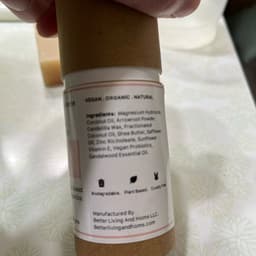 VEGAN . ORGANIC . NATURAL
Ingredients: Magnesium Hydroxide,
Coconut Oil, Arrowroot Powder,
Candelilla Wax, Fractionated
Coconut Oil, Shea Butter, Safflower
Oil, Zinc Ricinoleate, Sunflower
Vitamin E, Vegan Probiotics,
Sandalwood Essential Oil.
Biodegradable. Plant Based. Cruelty Free
Manufactured By
Better Living And Home LLC.
Betterlivingandhome.com